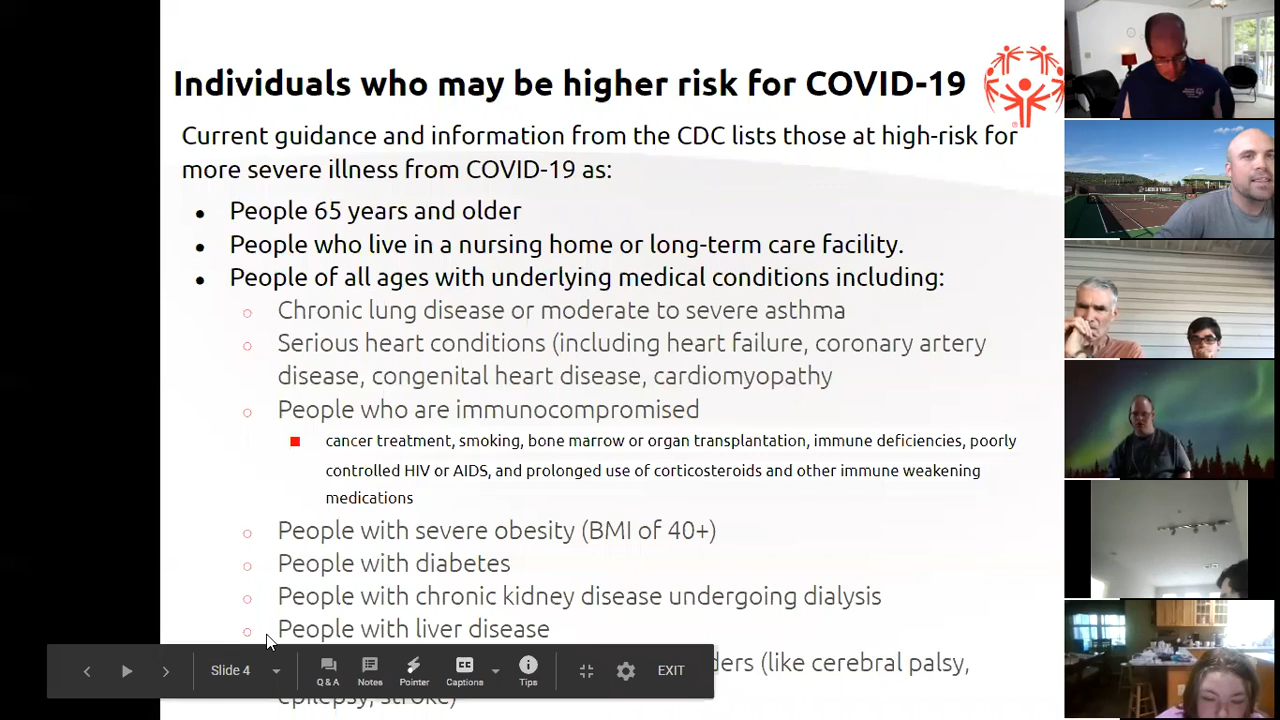 Individuals who may be higher risk for COVID-19
Current guidance and information from the CDC lists those at high-risk for
more severe illness from COVID-19 as:
● People 65 years and older
● People who live in a nursing home or long-term care facility.
● People of all ages with underlying medical conditions including:
○ Chronic lung disease or moderate to severe asthma
○ Serious heart conditions (including heart failure, coronary artery
disease, congenital heart disease, cardiomyopathy
○ People who are immunocompromised
■ cancer treatment, smoking, bone marrow or organ transplantation, immune deficiencies, poorly
controlled HIV or AIDS, and prolonged use of corticosteroids and other immune weakening
medications
○ People with severe obesity (BMI of 40+)
○ People with diabetes
○ People with chronic kidney disease undergoing dialysis
○ People with liver disease
(like cerebral palsy,
epilepsy, stroke)
Slide 4 Q & A Notes Pointer CC Captions Tips EXIT